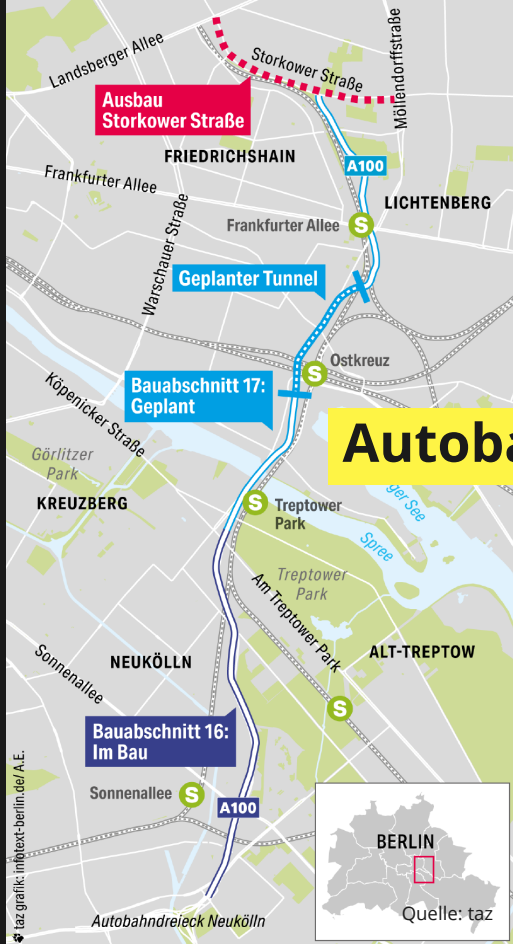 Landsberger Allee
Storkower Straße
Möllendorffstraße
Ausbau
Storkower Straße
FRIEDRICHSHAIN
A100
Frankfurter Allee
LICHTENBERG
Warschauer Straße
Frankfurter Allee
S
Geplanter Tunnel
Ostkreuz
S
Bauabschnitt 17:
Geplant
Köpenicker Straße
Autoba
Görlitzer
Park
KREUZBERG
S
Treptower
Park
ger See
Spree
Treptower
Park
Am Treptower Park
ALT-TREPTOW
NEUKÖLLN
Sonnenallee
S
Bauabschnitt 16:
Im Bau
Sonnenallee
S
A100
BERLIN
Quelle: taz
Autobahndreieck Neukölln
taz grafik: infotext-berlin.de/ A.E.